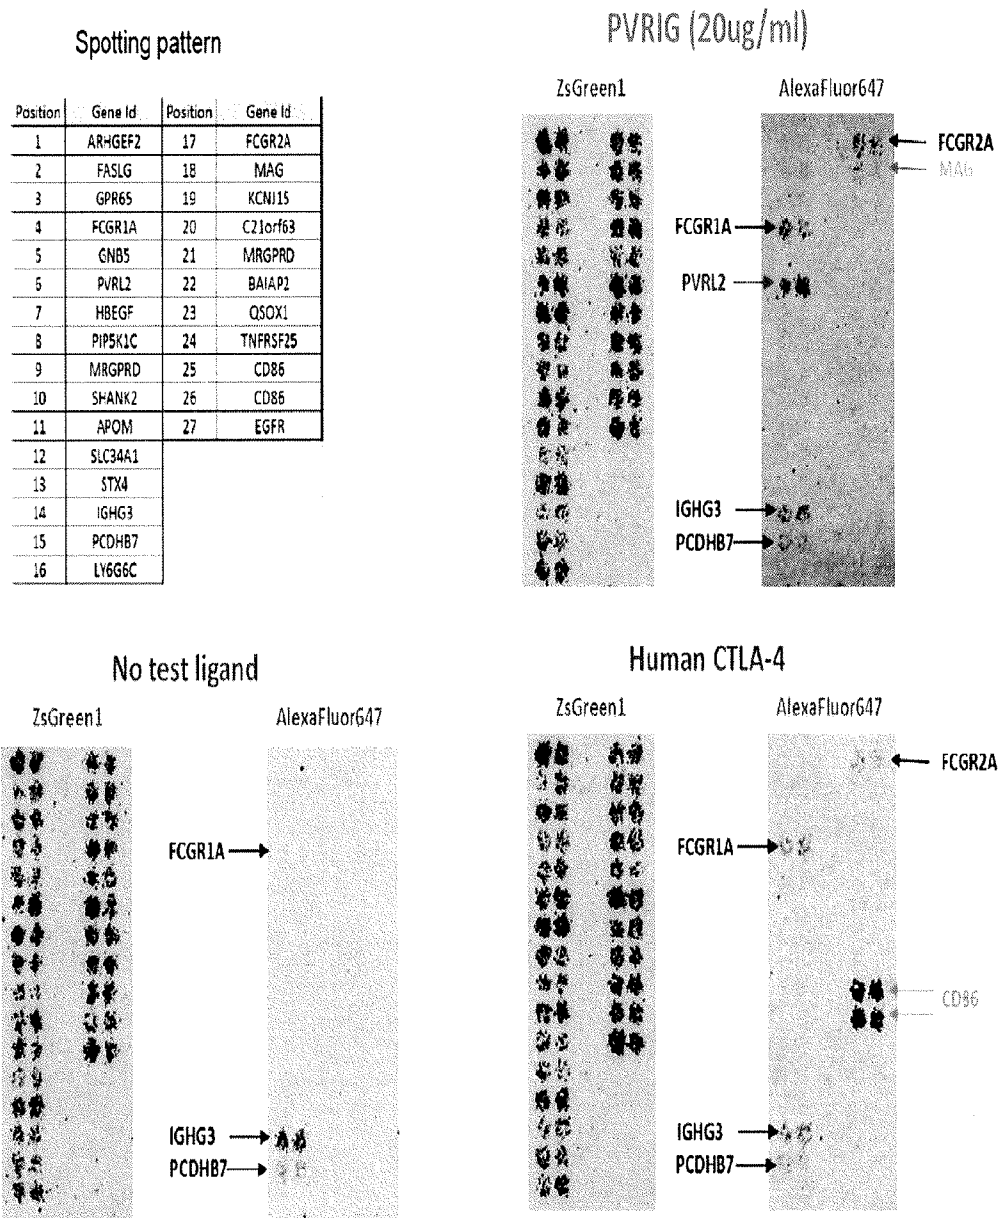 Spotting pattern
Position Gene Id Position Gene Id
1 ARHGEF2 17 FCGR2A
2 FASLG 18 MAG
3 GPR65 19 KCNJ15
4 FCGR1A 20 C21orf63
5 GNB5 21 MRGPRD
6 PVRL2 22 BAIAP2
7 HBEGF 23 QSOX1
8 PIP5K1C 24 TNFRSF25
9 MRGPRD 25 CD86
10 SHANK2 26 CD86
11 APOM 27 EGFR
12 SLC34A1
13 STX4
14 IGHG3
15 PCDHB7
16 LY6G6C
PVRIG (20ug/ml)
ZsGreen1 AlexaFluor647
FCGR2A
MAG
FCGR1A
PVRL2
IGHG3
PCDHB7
No test ligand
ZsGreen1 AlexaFluor647
FCGR1A
IGHG3
PCDHB7
Human CTLA-4
ZsGreen1 AlexaFluor647
FCGR2A
FCGR1A
CD86
IGHG3
PCDHB7